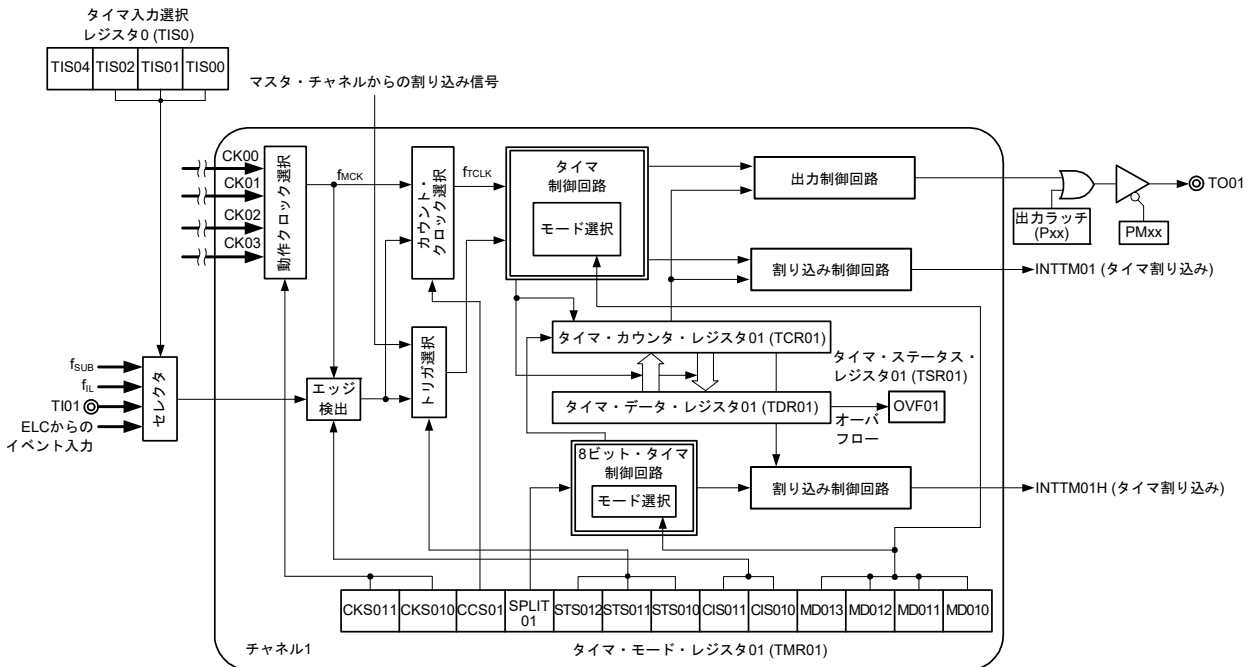 タイマ入力選択
レジスタ0 (TIS0)
TIS04 TIS02 TIS01 TIS00
マスタ・チャネルからの割り込み信号
CK00
CK01
CK02
CK03
動作クロック選択
fMCK
カウント・
クロック選択
fTCLK
タイマ
制御回路
モード選択
出力制御回路
出力ラッチ
(Pxx)
PMxx
TO01
割り込み制御回路
INTTM01 (タイマ割り込み)
fSUB
fIL
TI01
ELCからの
イベント入力
セレクタ
エッジ
検出
トリガ選択
タイマ・カウンタ・レジスタ01 (TCR01)
タイマ・ステータス・
レジスタ01 (TSR01)
タイマ・データ・レジスタ01 (TDR01)
オーバ
フロー
OVF01
8ビット・タイマ
制御回路
モード選択
割り込み制御回路
INTTM01H (タイマ割り込み)
CKS011 CKS010 CCS01 SPLIT
01 STS012 STS011 STS010 CIS011 CIS010 MD013 MD012 MD011 MD010
チャネル1
タイマ・モード・レジスタ01 (TMR01)